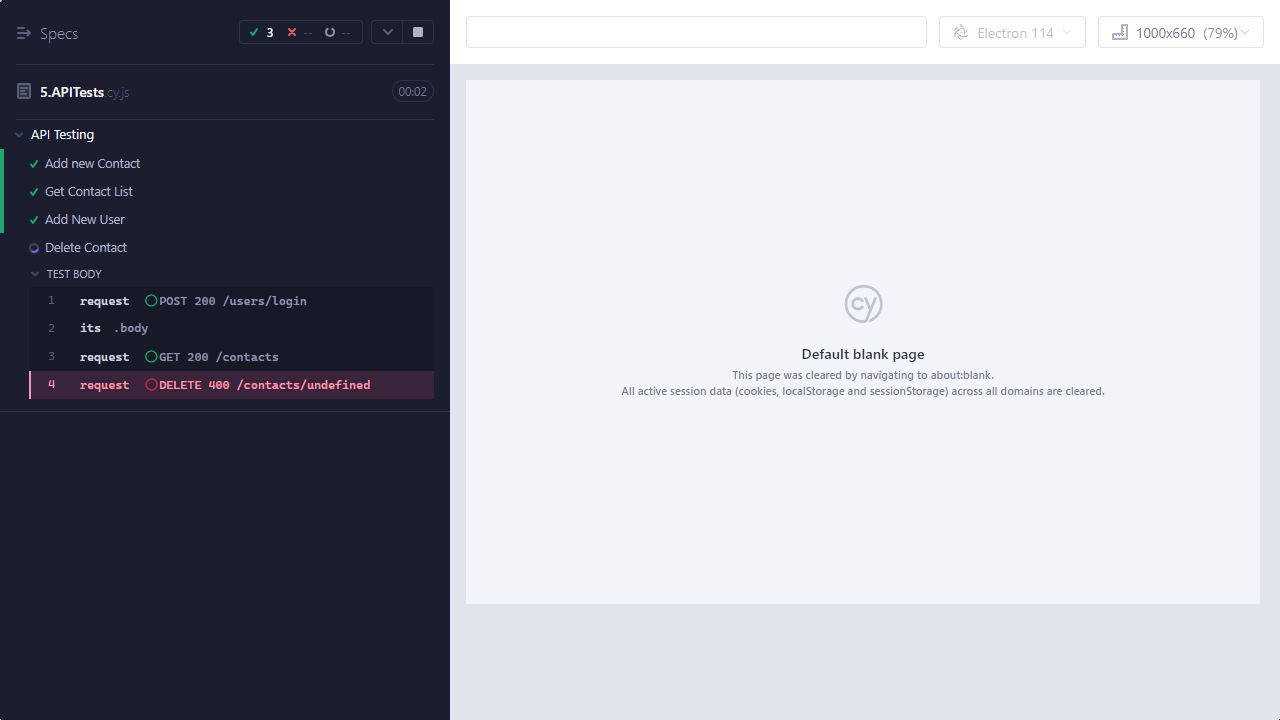 Specs
3 -- --
5.APITests.cy.js 00:02
API Testing
Add new Contact
Get Contact List
Add New User
Delete Contact
TEST BODY
1 request POST 200 /users/login
2 its .body
3 request GET 200 /contacts
4 request DELETE 400 /contacts/undefined
Electron 114
1000x660 (79%)
cy
Default blank page
This page was cleared by navigating to about:blank.
All active session data (cookies, localStorage and sessionStorage) across all domains are cleared.